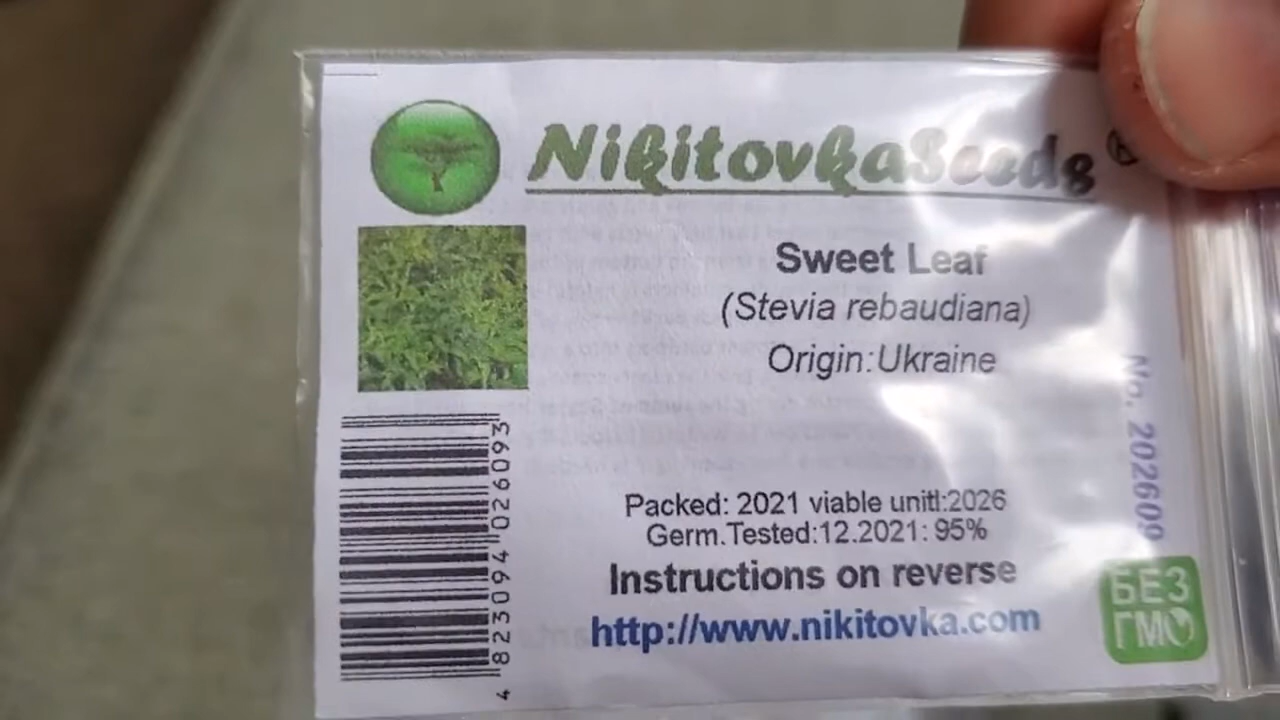 NikitovkaSeeds ®
Sweet Leaf
(Stevia rebaudiana)
Origin:Ukraine
No. 202609
4 823094 026093
Packed: 2021 viable unitl:2026
Germ.Tested:12.2021: 95%
Instructions on reverse
http://www.nikitovka.com
БЕЗ
ГМО